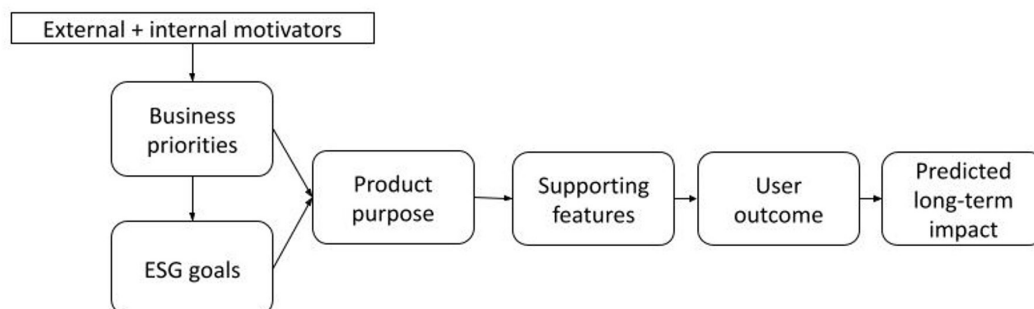 External + internal motivators
Business
priorities
ESG goals
Product
purpose
Supporting
features
User
outcome
Predicted
long-term
impact